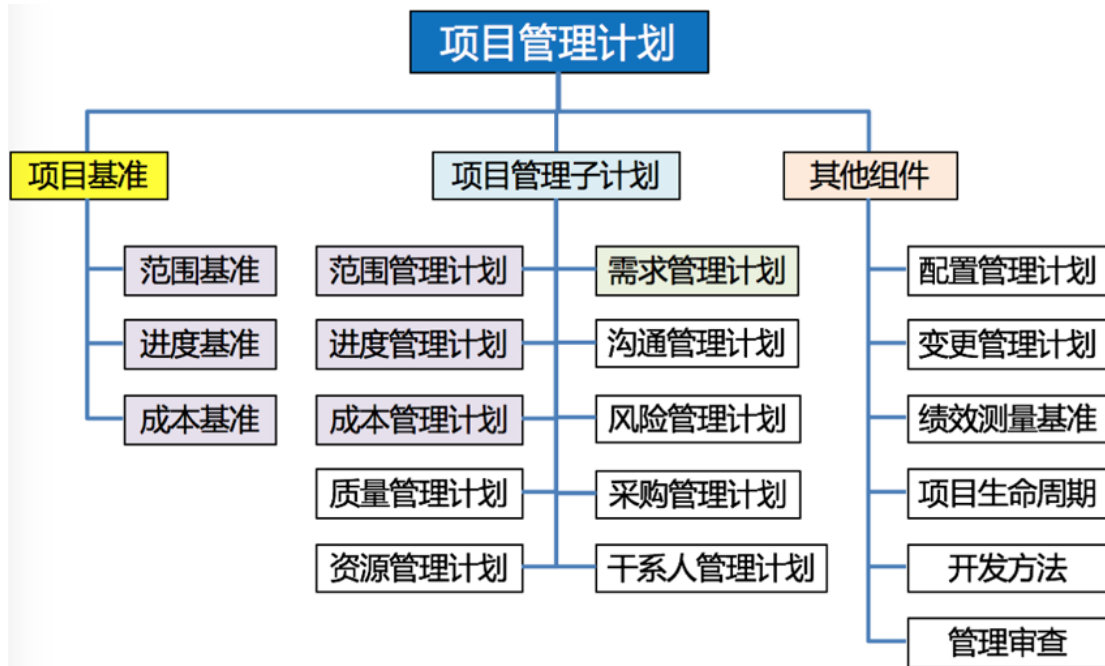 项目管理计划
项目基准
项目管理子计划
其他组件
范围基准
范围管理计划
需求管理计划
配置管理计划
进度基准
进度管理计划
沟通管理计划
变更管理计划
成本基准
成本管理计划
风险管理计划
绩效测量基准
质量管理计划
采购管理计划
项目生命周期
资源管理计划
干系人管理计划
开发方法
管理审查